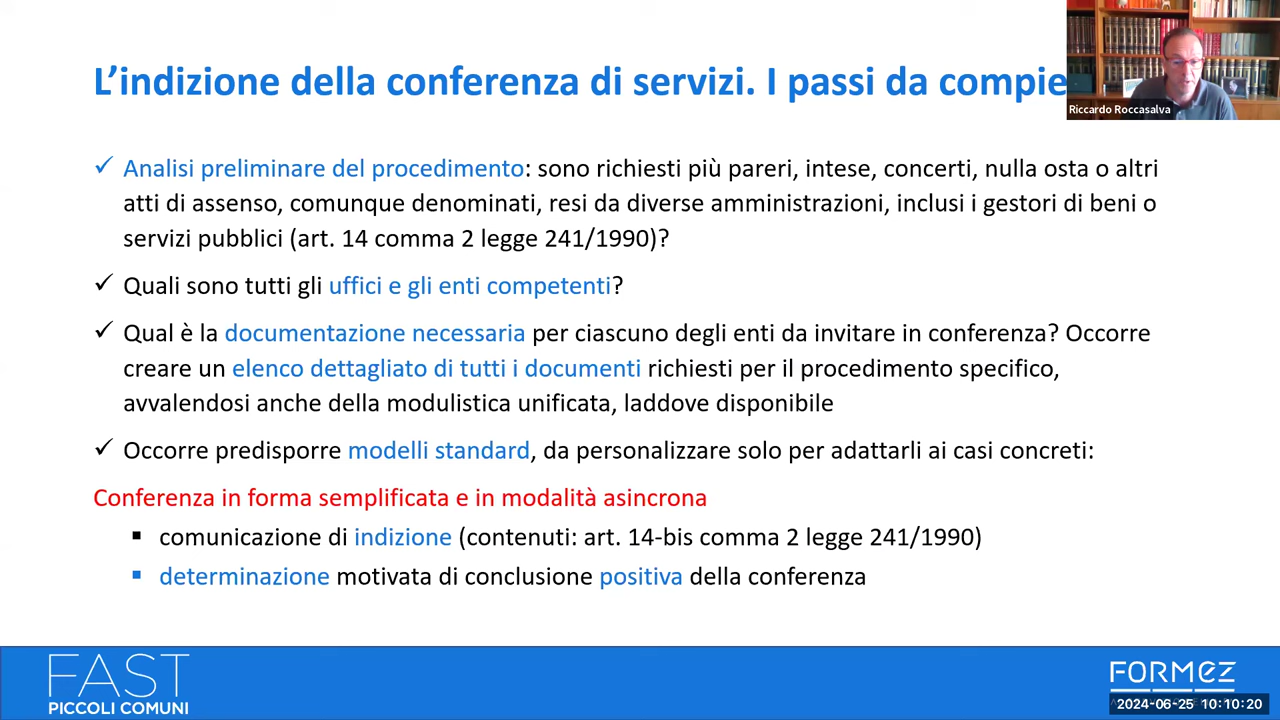 L’indizione della conferenza di servizi. I passi da compie
Riccardo Roccasalva
✓ Analisi preliminare del procedimento: sono richiesti più pareri, intese, concerti, nulla osta o altri
atti di assenso, comunque denominati, resi da diverse amministrazioni, inclusi i gestori di beni o
servizi pubblici (art. 14 comma 2 legge 241/1990)?
✓ Quali sono tutti gli uffici e gli enti competenti?
✓ Qual è la documentazione necessaria per ciascuno degli enti da invitare in conferenza? Occorre
creare un elenco dettagliato di tutti i documenti richiesti per il procedimento specifico,
avvalendosi anche della modulistica unificata, laddove disponibile
✓ Occorre predisporre modelli standard, da personalizzare solo per adattarli ai casi concreti:
Conferenza in forma semplificata e in modalità asincrona
▪ comunicazione di indizione (contenuti: art. 14-bis comma 2 legge 241/1990)
▪ determinazione motivata di conclusione positiva della conferenza
FAST
PICCOLI COMUNI
FORMEZ
2024-06-25 10:10:20